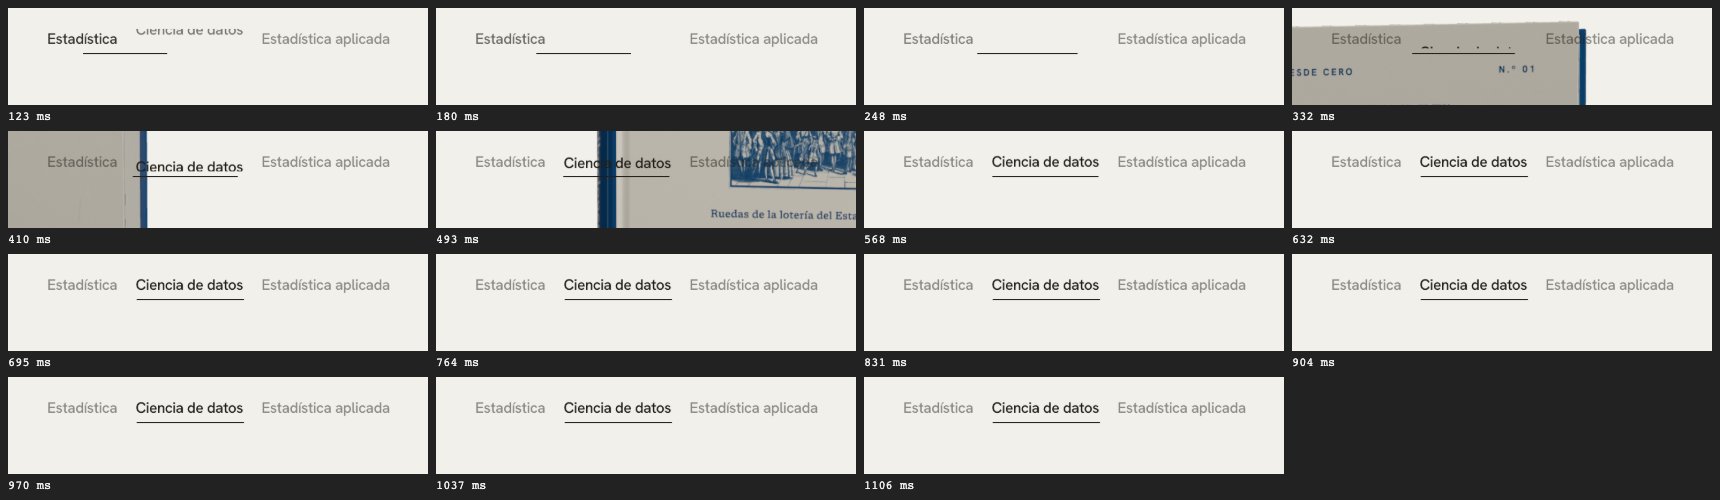 Estadística Ciencia de datos Estadística aplicada
Estadística Estadística aplicada
Estadística Estadística aplicada
Estadística Estadística aplicada
ESDE CERO N.º 01
123 ms 180 ms 248 ms 332 ms
Estadística Ciencia de datos Estadística aplicada
Estadística Ciencia de datos Estadística aplicada
Ruedas de la lotería del Esta
Estadística Ciencia de datos Estadística aplicada
Estadística Ciencia de datos Estadística aplicada
410 ms 493 ms 568 ms 632 ms
Estadística Ciencia de datos Estadística aplicada
Estadística Ciencia de datos Estadística aplicada
Estadística Ciencia de datos Estadística aplicada
Estadística Ciencia de datos Estadística aplicada
695 ms 764 ms 831 ms 904 ms
Estadística Ciencia de datos Estadística aplicada
Estadística Ciencia de datos Estadística aplicada
Estadística Ciencia de datos Estadística aplicada
970 ms 1037 ms 1106 ms